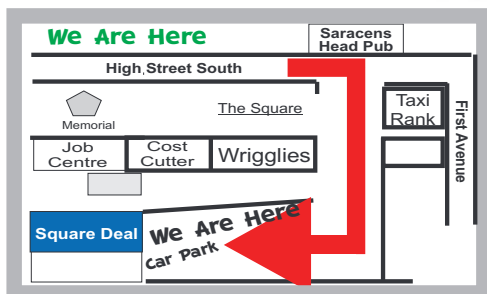 We Are Here
Saracens
Head Pub
High Street South
The Square
Memorial
Taxi
Rank
First Avenue
Job
Centre
Cost
Cutter
Wrigglies
Square Deal
We Are Here
Car Park